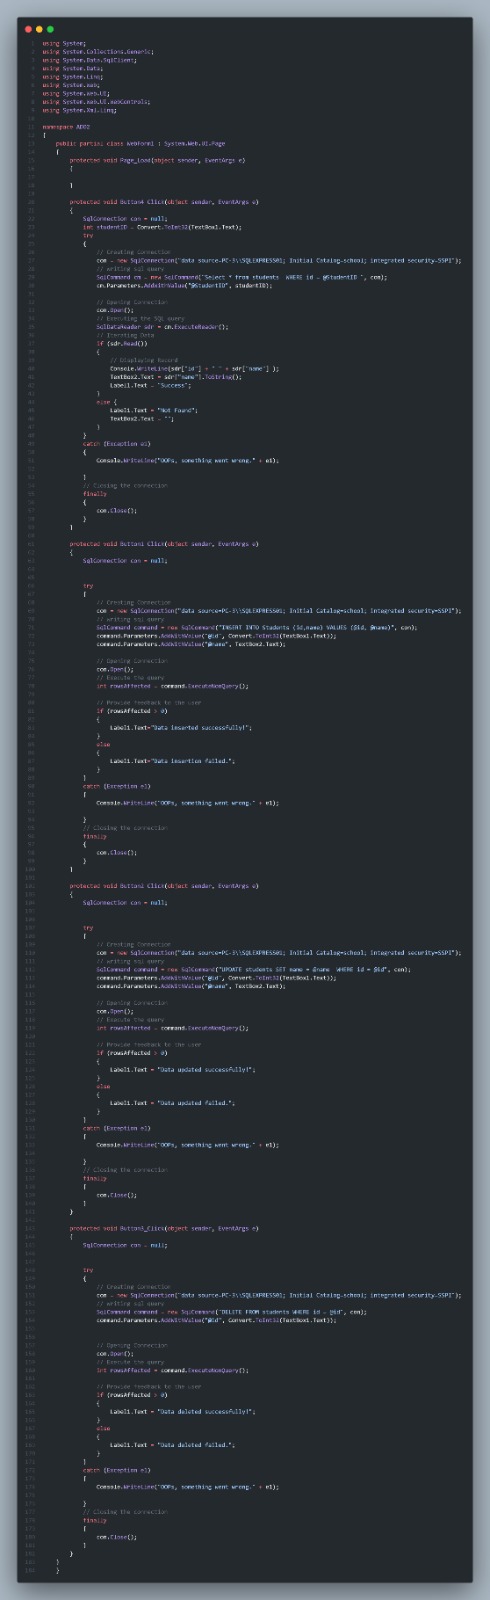 using System;
using System.Collections.Generic;
using System.Data.SqlClient;
using System.Data;
using System.Linq;
using System.Web;
using System.Web.UI;
using System.Web.UI.WebControls;
using System.Xml.Linq;
namespace ADO2
{
public partial class WebForm1 : System.Web.UI.Page
{
protected void Page_Load(object sender, EventArgs e)
{
}
protected void Button4_Click(object sender, EventArgs e)
{
SqlConnection con = null;
int studentID = Convert.ToInt32(TextBox1.Text);
try
{
// Creating Connection
con = new SqlConnection("data source=PC-3\\SQLEXPRESS01; Initial Catalog=school; integrated security=SSPI");
// writing sql query
SqlCommand cm = new SqlCommand("Select * from students  WHERE id = @StudentID ", con);
cm.Parameters.AddWithValue("@StudentID", studentID);
// Opening Connection
con.Open();
// Executing the SQL query
SqlDataReader sdr = cm.ExecuteReader();
// Iterating Data
if (sdr.Read())
{
// Displaying Record
Console.WriteLine(sdr["id"] + " " + sdr["name"] );
TextBox2.Text = sdr["name"].ToString();
Label1.Text = "Success";
}
else {
Label1.Text = "Not Found";
TextBox2.Text = "";
}
}
catch (Exception e1)
{
Console.WriteLine("OOPs, something went wrong." + e1);
}
// Closing the connection
finally
{
con.Close();
}
}
protected void Button1_Click(object sender, EventArgs e)
{
SqlConnection con = null;
try
{
// Creating Connection
con = new SqlConnection("data source=PC-3\\SQLEXPRESS01; Initial Catalog=school; integrated security=SSPI");
// writing sql query
SqlCommand command = new SqlCommand("INSERT INTO Students (id,name) VALUES (@id, @name)", con);
command.Parameters.AddWithValue("@id", Convert.ToInt32(TextBox1.Text));
command.Parameters.AddWithValue("@name", TextBox2.Text);
// Opening Connection
con.Open();
// Execute the query
int rowsAffected = command.ExecuteNonQuery();
// Provide feedback to the user
if (rowsAffected > 0)
{
Label1.Text="Data inserted successfully!";
}
else
{
Label1.Text="Data insertion failed.";
}
}
catch (Exception e1)
{
Console.WriteLine("OOPs, something went wrong." + e1);
}
// Closing the connection
finally
{
con.Close();
}
}
protected void Button2_Click(object sender, EventArgs e)
{
SqlConnection con = null;
try
{
// Creating Connection
con = new SqlConnection("data source=PC-3\\SQLEXPRESS01; Initial Catalog=school; integrated security=SSPI");
// writing sql query
SqlCommand command = new SqlCommand("UPDATE students SET name = @name  WHERE id = @id", con);
command.Parameters.AddWithValue("@id", Convert.ToInt32(TextBox1.Text));
command.Parameters.AddWithValue("@name", TextBox2.Text);
// Opening Connection
con.Open();
// Execute the query
int rowsAffected = command.ExecuteNonQuery();
// Provide feedback to the user
if (rowsAffected > 0)
{
Label1.Text = "Data updated successfully!";
}
else
{
Label1.Text = "Data updated failed.";
}
}
catch (Exception e1)
{
Console.WriteLine("OOPs, something went wrong." + e1);
}
// Closing the connection
finally
{
con.Close();
}
}
protected void Button3_Click(object sender, EventArgs e)
{
SqlConnection con = null;
try
{
// Creating Connection
con = new SqlConnection("data source=PC-3\\SQLEXPRESS01; Initial Catalog=school; integrated security=SSPI");
// writing sql query
SqlCommand command = new SqlCommand("DELETE FROM students WHERE id = @id", con);
command.Parameters.AddWithValue("@id", Convert.ToInt32(TextBox1.Text));
// Opening Connection
con.Open();
// Execute the query
int rowsAffected = command.ExecuteNonQuery();
// Provide feedback to the user
if (rowsAffected > 0)
{
Label1.Text = "Data deleted successfully!";
}
else
{
Label1.Text = "Data deleted failed.";
}
}
catch (Exception e1)
{
Console.WriteLine("OOPs, something went wrong." + e1);
}
// Closing the connection
finally
{
con.Close();
}
}
}
}